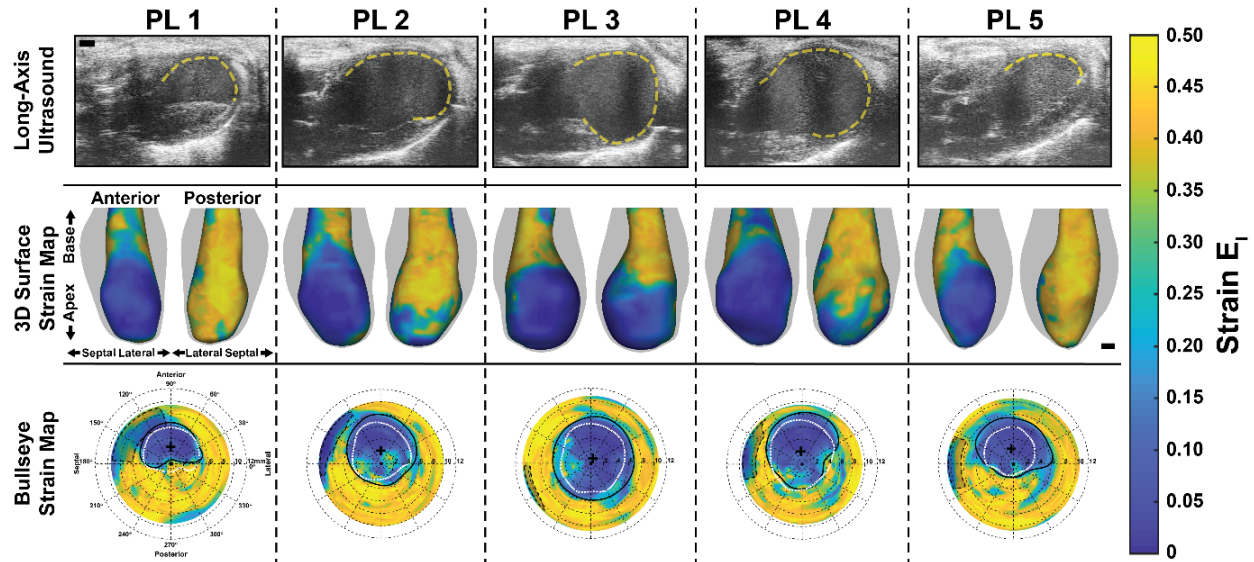 PL 1 PL 2 PL 3 PL 4 PL 5
Long-Axis
Ultrasound
Anterior Posterior
3D Surface
Strain Map
Base
Apex
Septal Lateral Lateral Septal
Bullseye
Strain Map
Anterior
90°
120° 60°
150°
Septal 180° Lateral
210°
240° 300°
270°
Posterior
0.50
0.45
0.40
0.35
0.30
0.25
0.20
0.15
0.10
0.05
0
Strain E_I